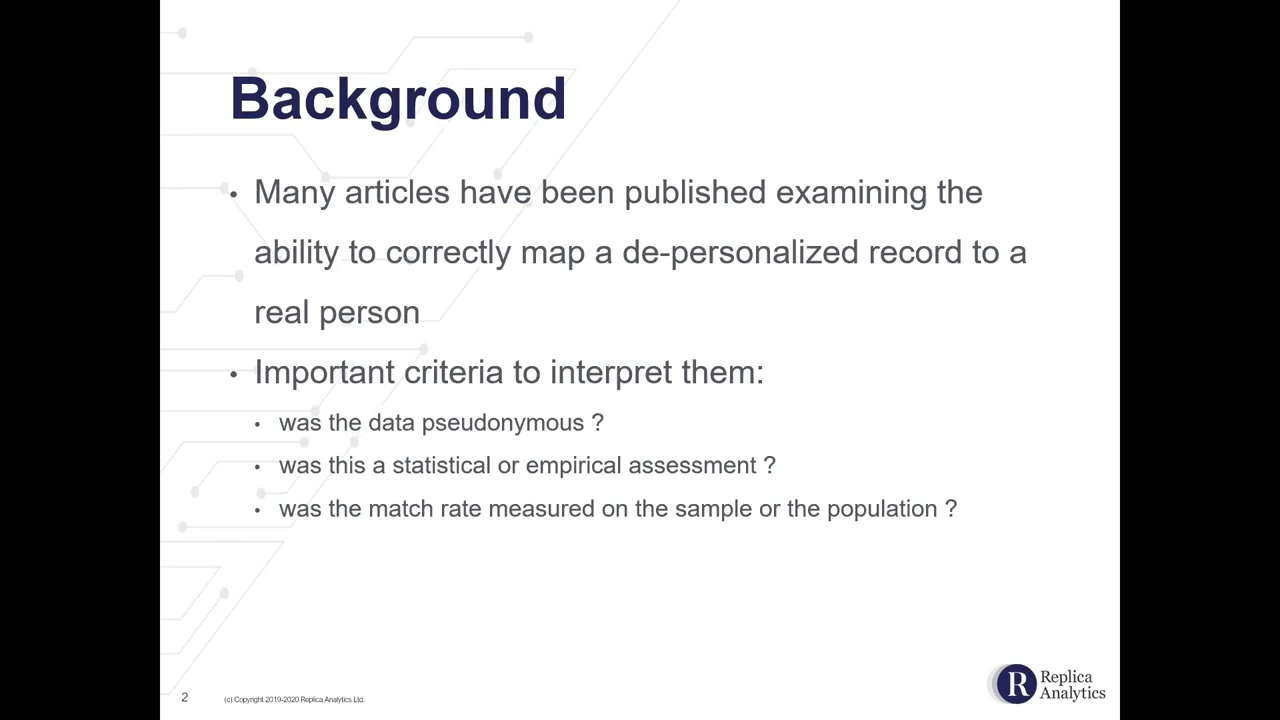 Background
• Many articles have been published examining the
ability to correctly map a de-personalized record to a
real person
• Important criteria to interpret them:
• was the data pseudonymous ?
• was this a statistical or empirical assessment ?
• was the match rate measured on the sample or the population ?
2
(c) Copyright 2019-2020 Replica Analytics Ltd.
R
Replica
Analytics